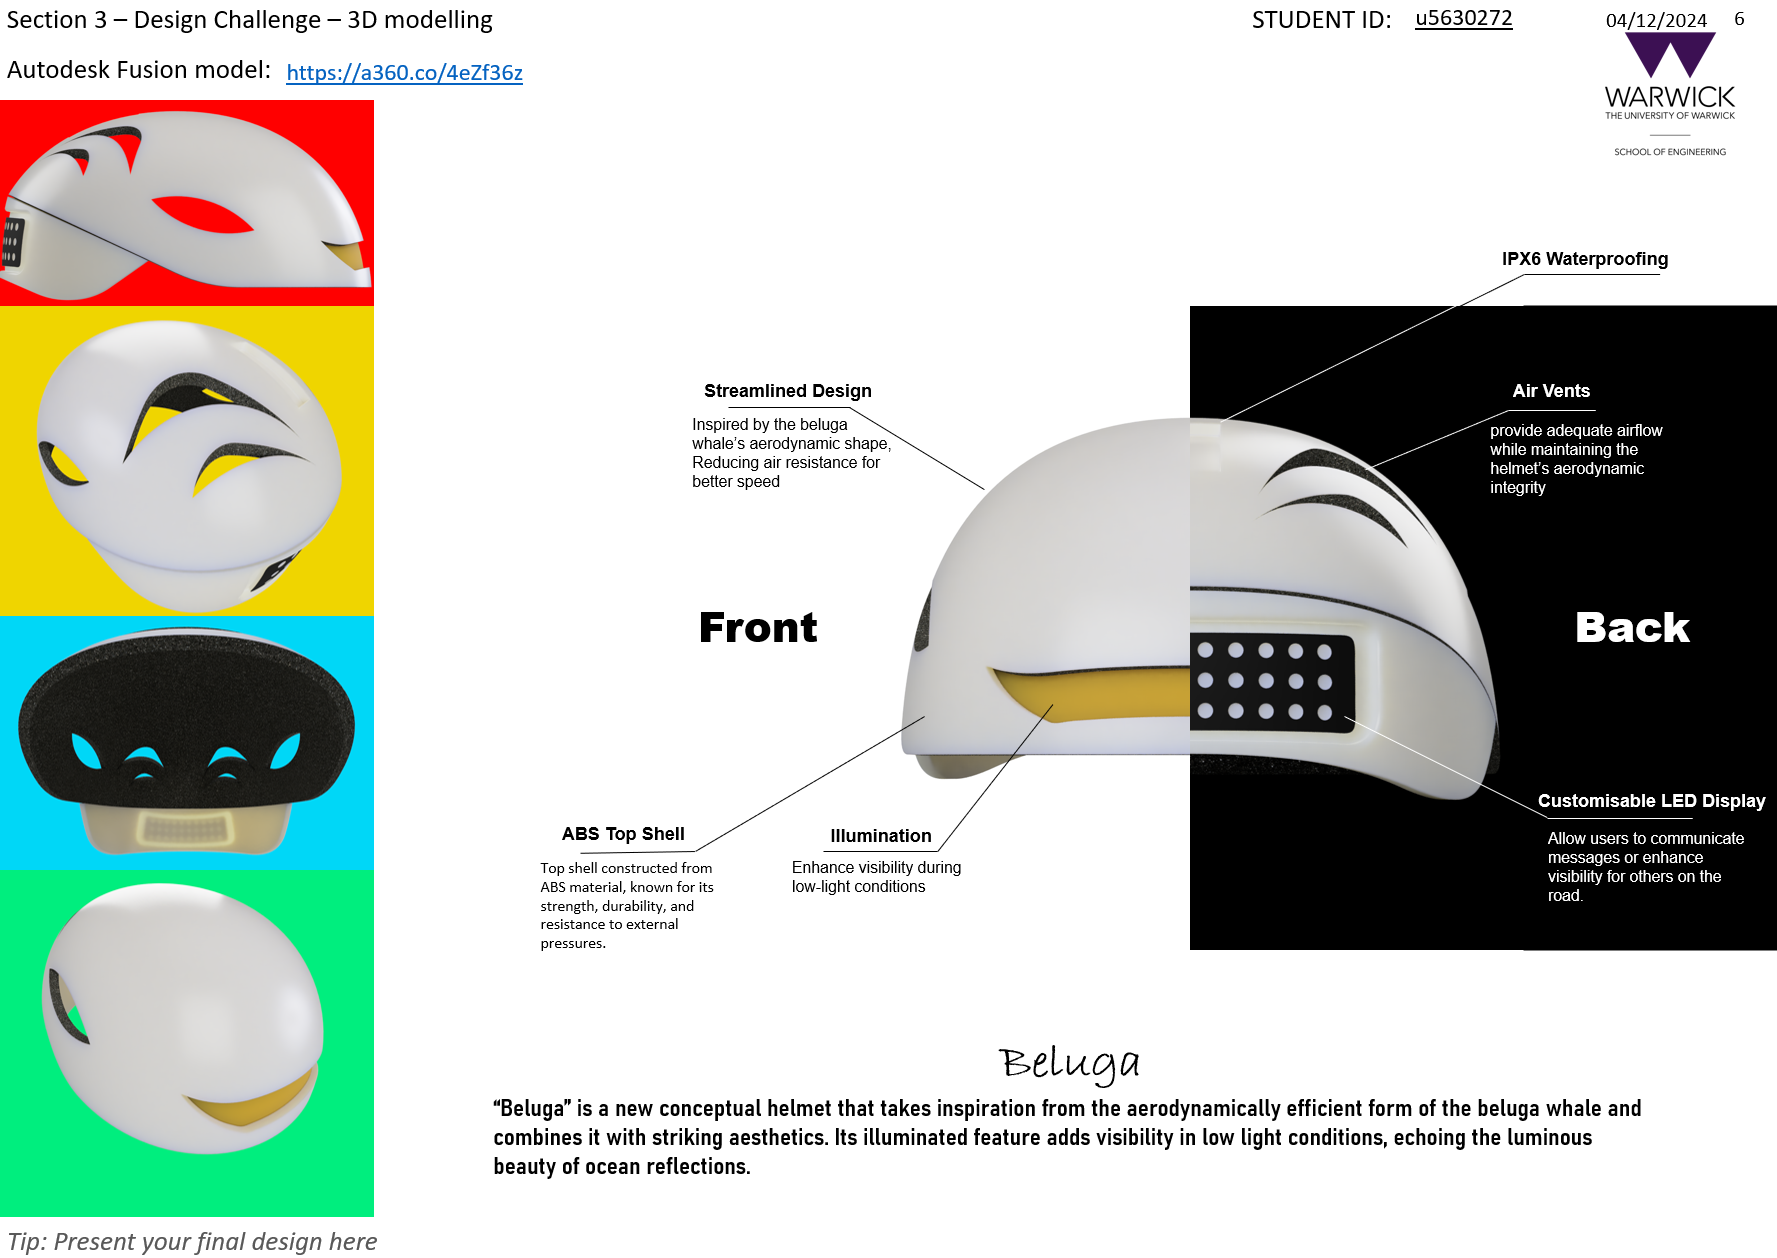 Section 3 – Design Challenge – 3D modelling
STUDENT ID: u5630272
04/12/2024 6
Autodesk Fusion model: https://a360.co/4eZf36z
WARWICK
THE UNIVERSITY OF WARWICK
SCHOOL OF ENGINEERING
IPX6 Waterproofing
Streamlined Design
Inspired by the beluga
whale's aerodynamic shape,
Reducing air resistance for
better speed
Air Vents
provide adequate airflow
while maintaining the
helmet's aerodynamic
integrity
Front
Back
ABS Top Shell
Top shell constructed from
ABS material, known for its
strength, durability, and
resistance to external
pressures.
Illumination
Enhance visibility during
low-light conditions
Customisable LED Display
Allow users to communicate
messages or enhance
visibility for others on the
road.
Beluga
“Beluga” is a new conceptual helmet that takes inspiration from the aerodynamically efficient form of the beluga whale and
combines it with striking aesthetics. Its illuminated feature adds visibility in low light conditions, echoing the luminous
beauty of ocean reflections.
Tip: Present your final design here